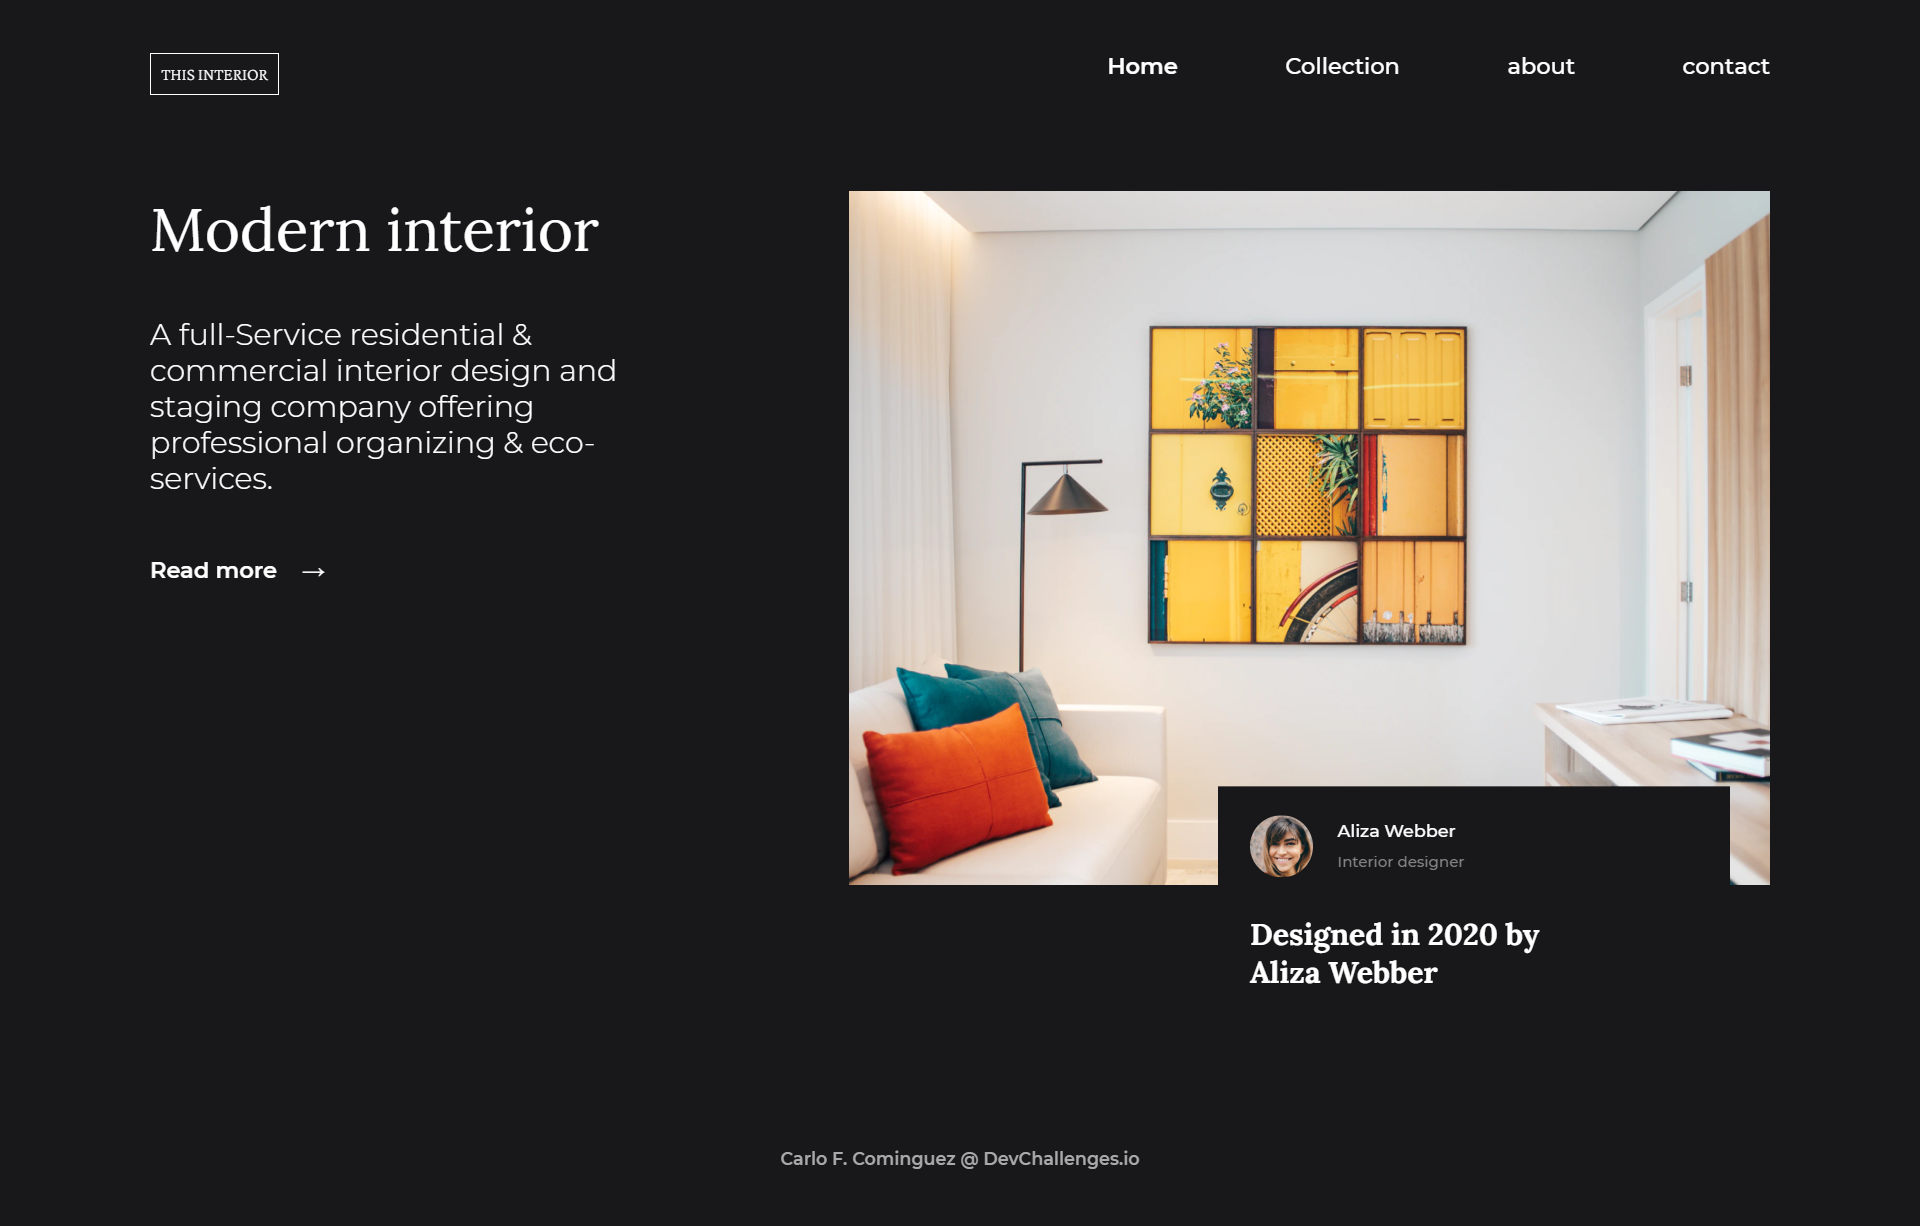 THIS INTERIOR
Home Collection about contact
Modern interior
A full-Service residential &
commercial interior design and
staging company offering
professional organizing & eco-
services.
Read more →
Aliza Webber
Interior designer
Designed in 2020 by
Aliza Webber
Carlo F. Cominguez @ DevChallenges.io